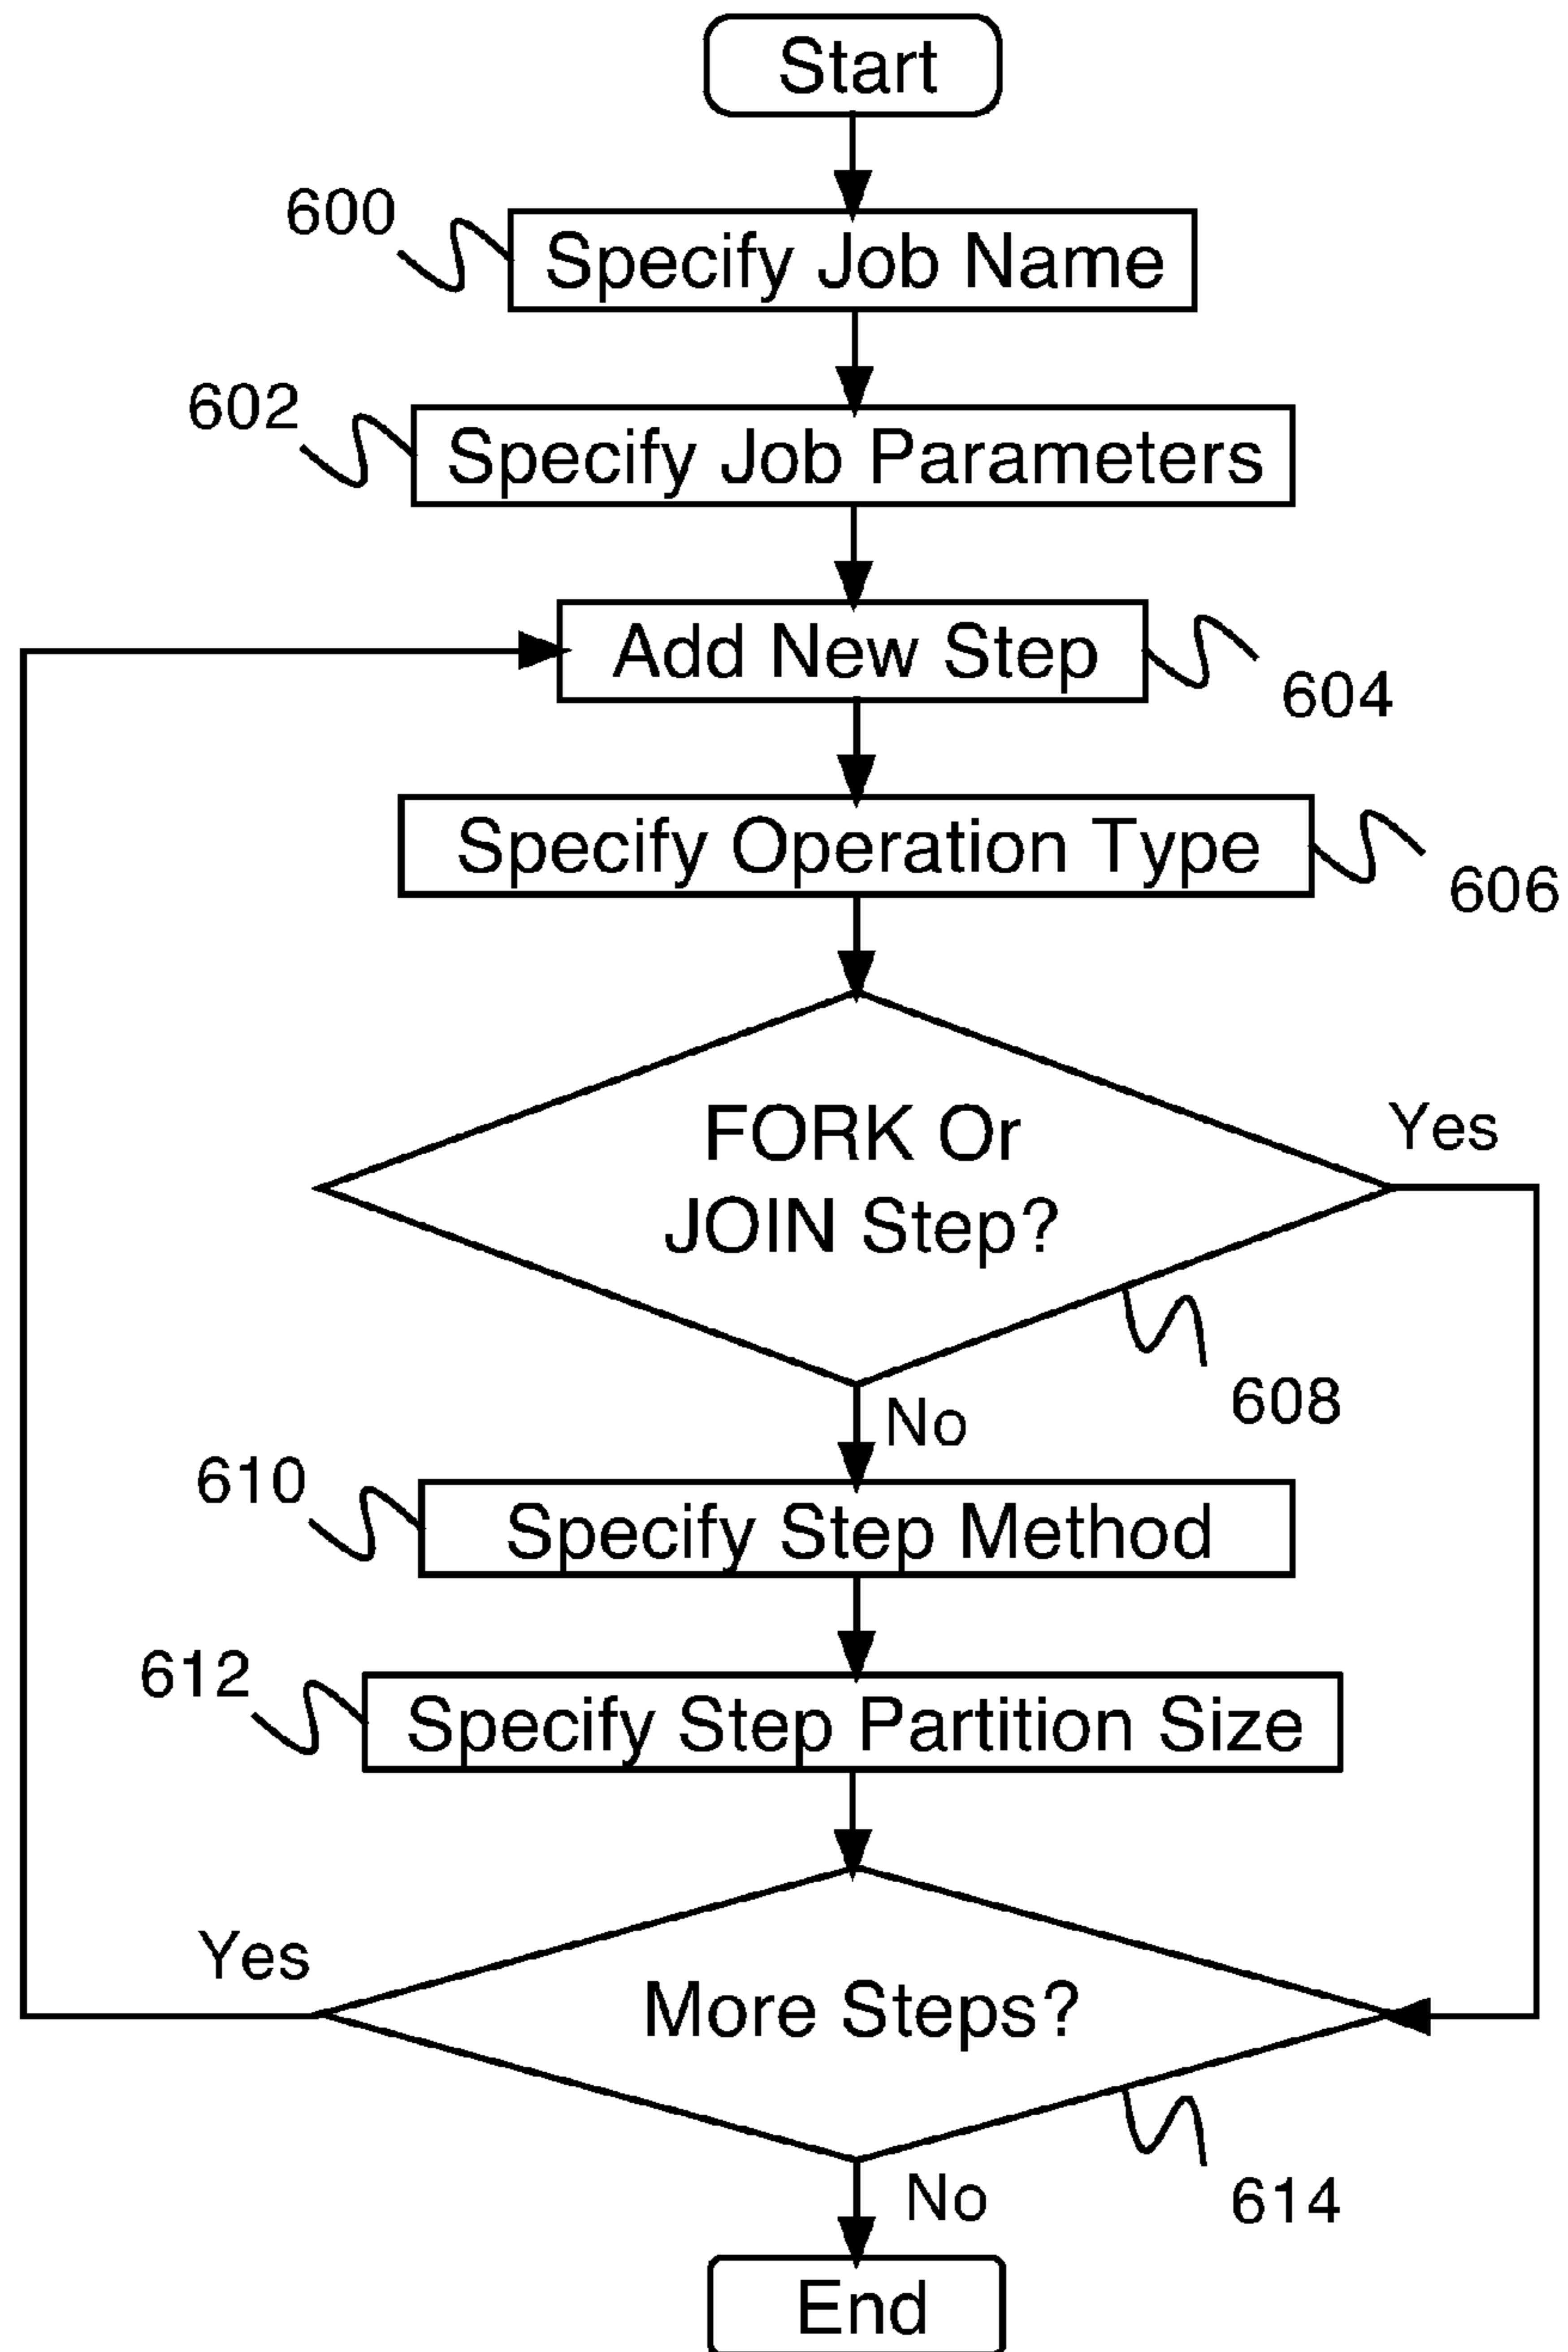 Start
600
Specify Job Name
602
Specify Job Parameters
Add New Step
604
Specify Operation Type
606
FORK Or
JOIN Step?
Yes
608
No
610
Specify Step Method
612
Specify Step Partition Size
Yes
More Steps?
614
No
End